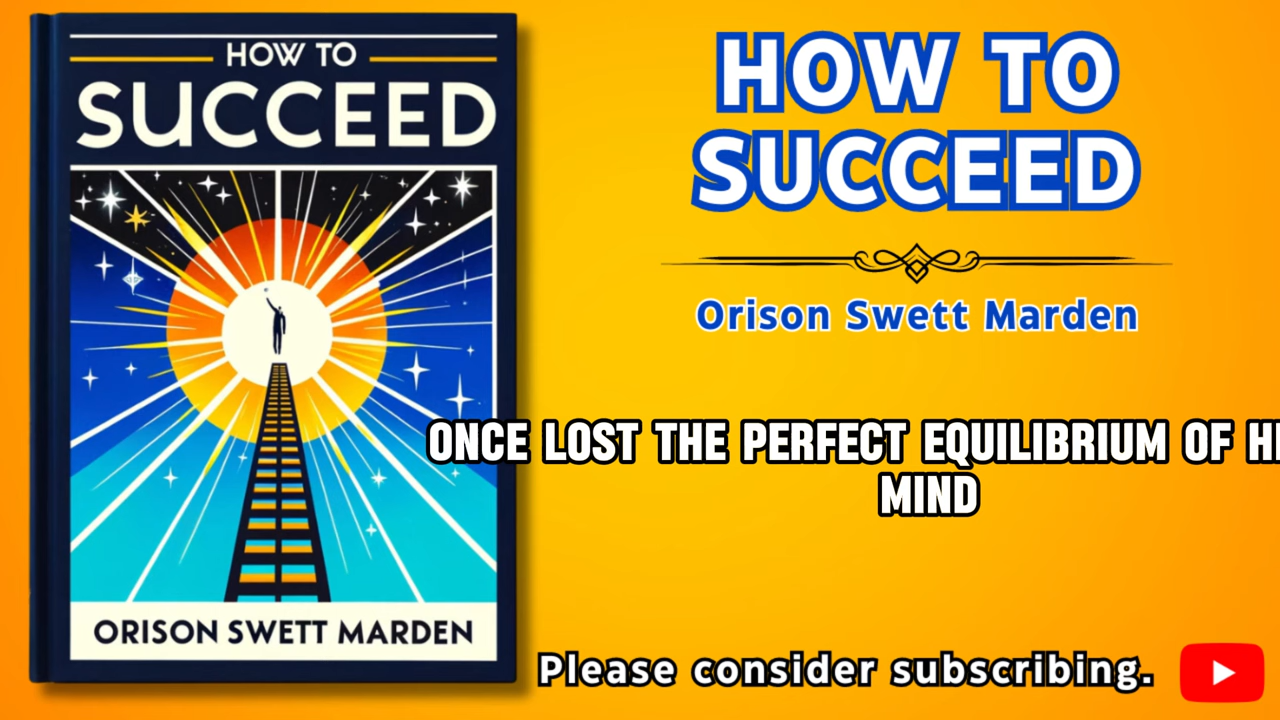 HOW TO
SUCCEED
ORISON SWETT MARDEN
HOW TO
SUCCEED
Orison Swett Marden
ONCE LOST THE PERFECT EQUILIBRIUM OF
MIND
Please consider subscribing.